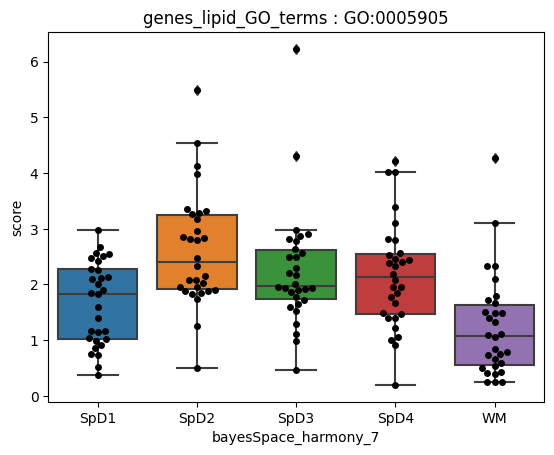 genes_lipid_GO_terms : GO:0005905
6
5
4
3
2
1
0
score
SpD1 SpD2 SpD3 SpD4 WM
bayesSpace_harmony_7